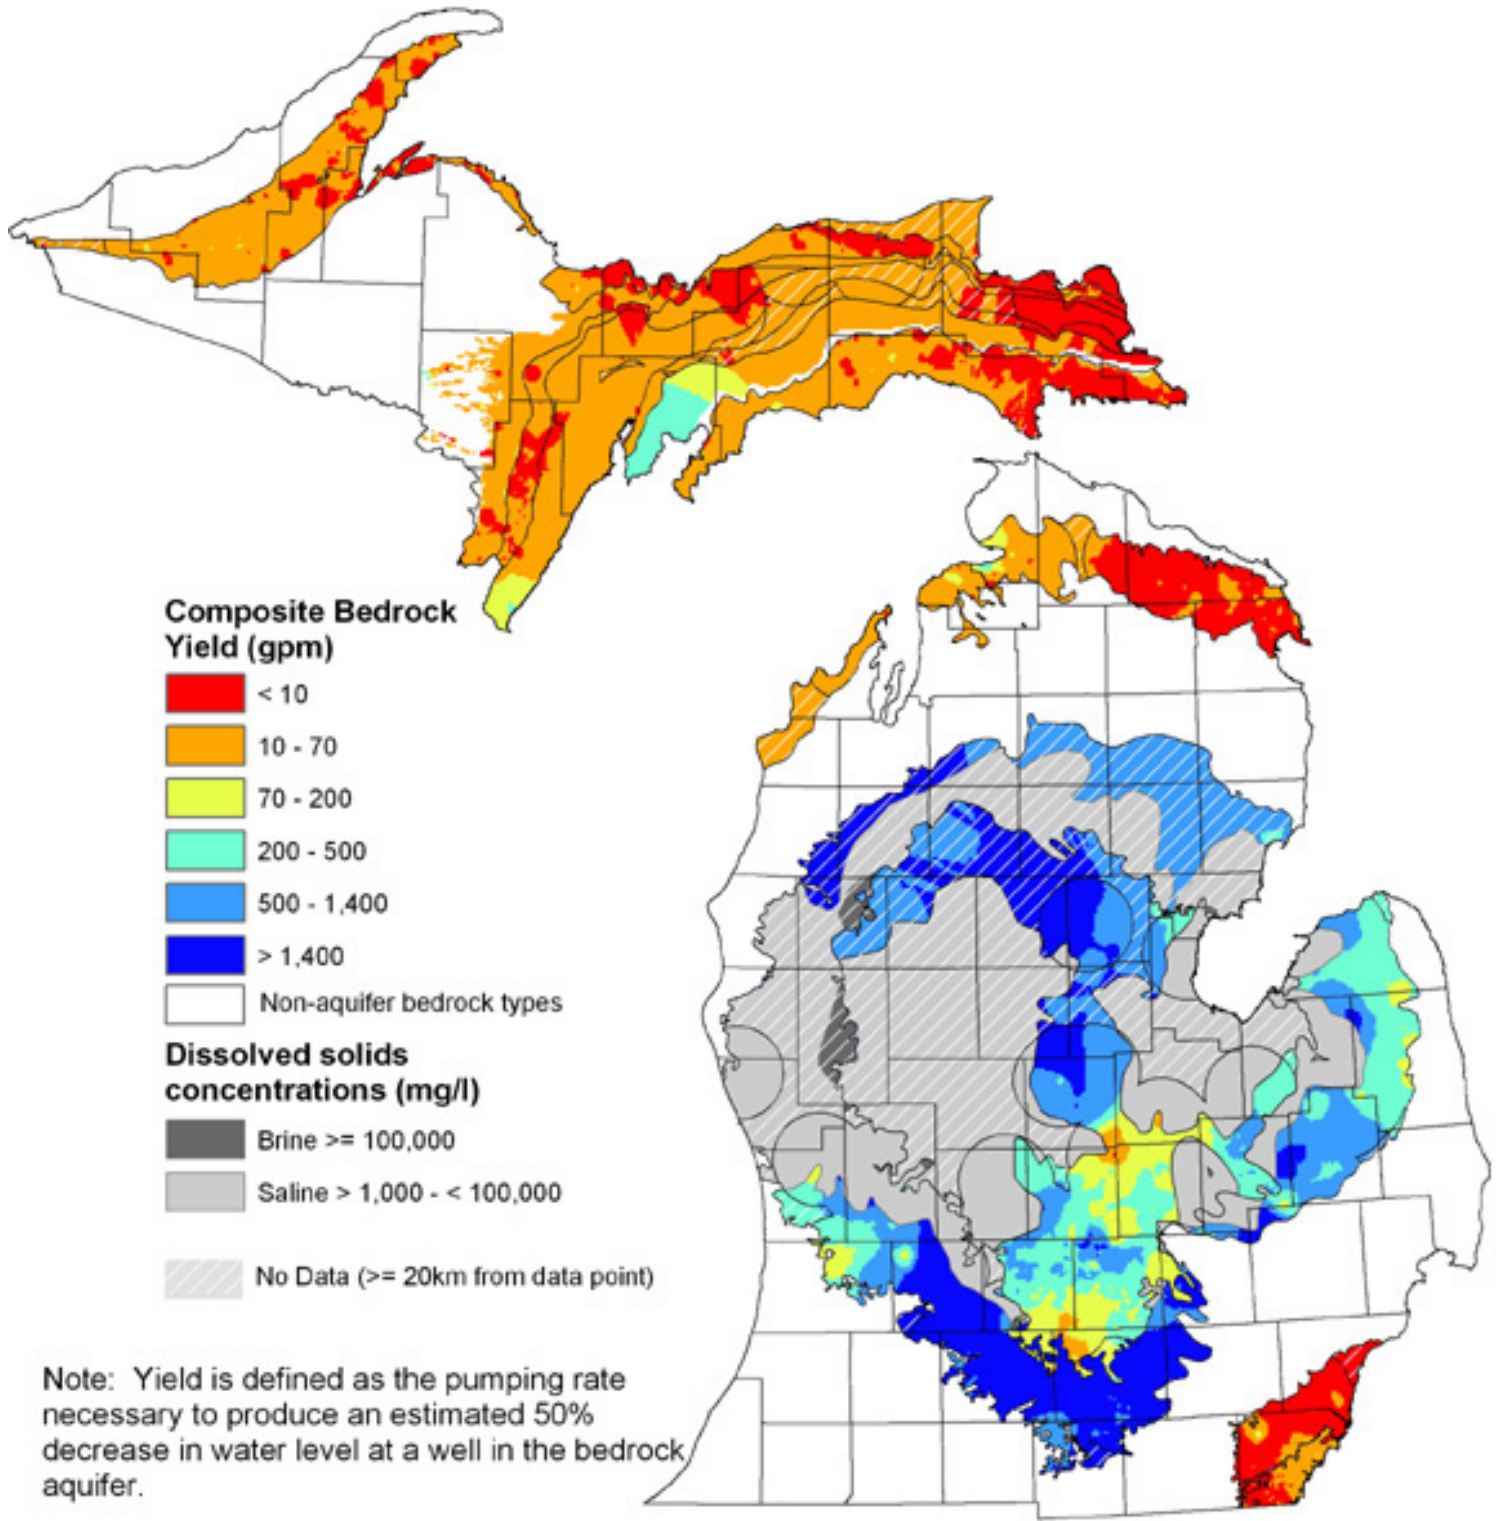 Composite Bedrock
Yield (gpm)
< 10
10 - 70
70 - 200
200 - 500
500 - 1,400
> 1,400
Non-aquifer bedrock types
Dissolved solids
concentrations (mg/l)
Brine >= 100,000
Saline > 1,000 - < 100,000
No Data (>= 20km from data point)
Note: Yield is defined as the pumping rate
necessary to produce an estimated 50%
decrease in water level at a well in the bedrock
aquifer.